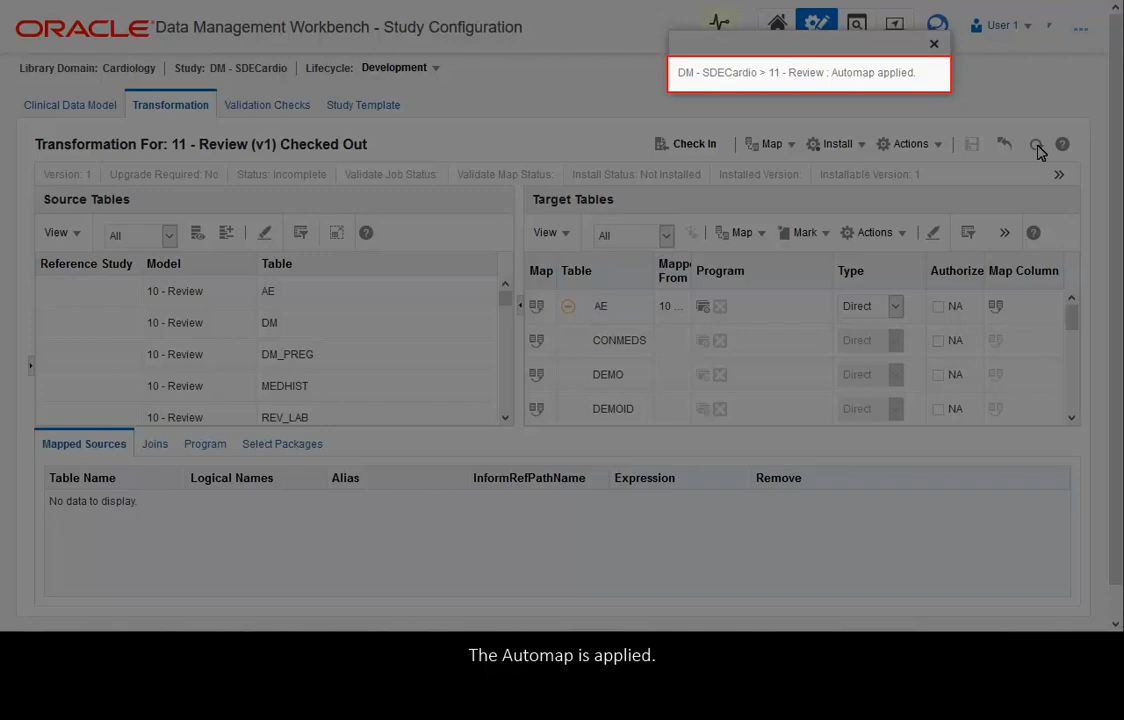 ORACLE® Data Management Workbench - Study Configuration
User 1
DM - SDECardio > 11 - Review : Automap applied.
Library Domain: Cardiology Study: DM - SDECardio Lifecycle: Development
Clinical Data Model Transformation Validation Checks Study Template
Transformation For: 11 - Review (v1) Checked Out
Check In Map Install Actions
Version: 1 Upgrade Required: No Status: Incomplete Validate Job Status: Validate Map Status: Install Status: Not Installed Installed Version: Installable Version: 1
Source Tables
View All
Reference Study Model Table
10 - Review AE
10 - Review DM
10 - Review DM_PREG
10 - Review MEDHIST
10 - Review REV_LAB
Target Tables
View All Map Mark Actions
Map Table Mappe From Program Type Authorize Map Column
AE 10 ... Direct NA
CONMEDS Direct NA
DEMO Direct NA
DEMOID Direct NA
Mapped Sources Joins Program Select Packages
Table Name Logical Names Alias InformRefPathName Expression Remove
No data to display.
The Automap is applied.